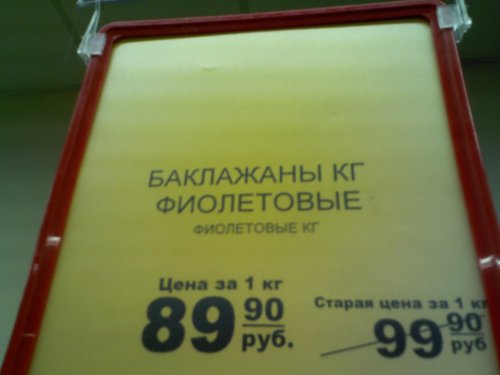 БАКЛАЖАНЫ КГ
ФИОЛЕТОВЫЕ
ФИОЛЕТОВЫЕ КГ
Цена за 1 кг
89 90 руб.
Старая цена за 1 кг
99 90 руб.